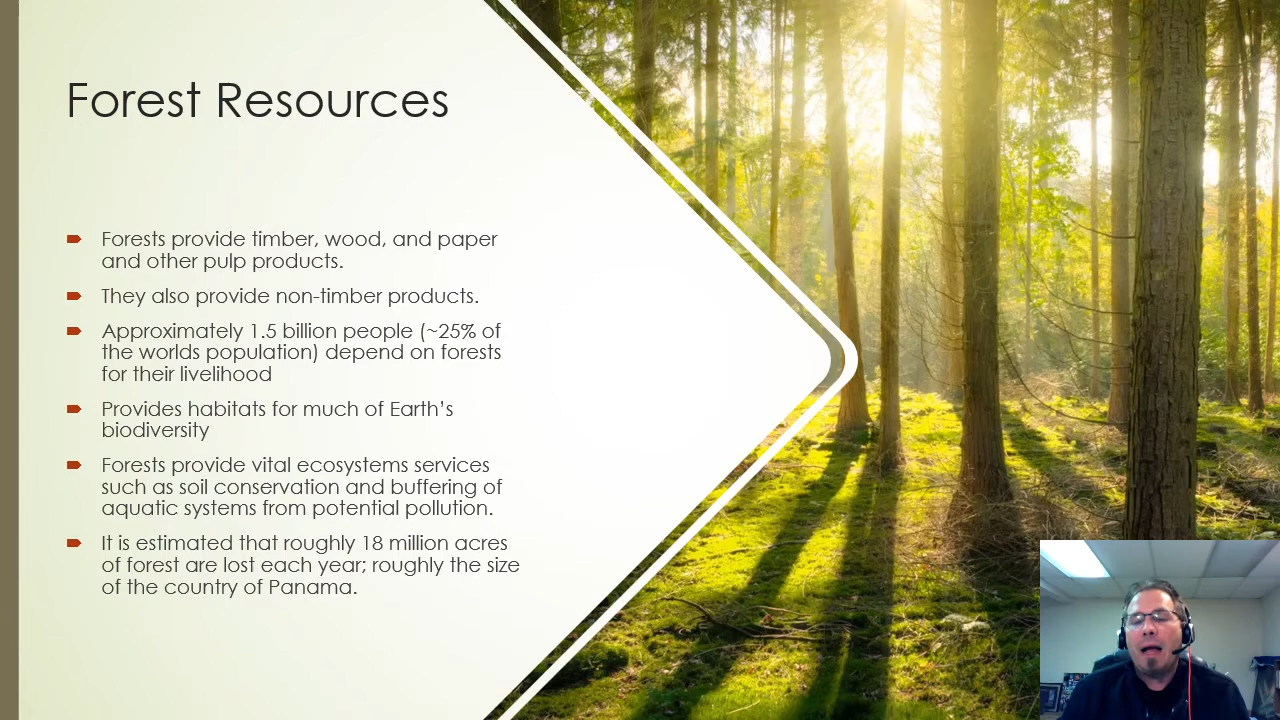 Forest Resources
Forests provide timber, wood, and paper
and other pulp products.
They also provide non-timber products.
Approximately 1.5 billion people (~25% of
the worlds population) depend on forests
for their livelihood
Provides habitats for much of Earth's
biodiversity
Forests provide vital ecosystems services
such as soil conservation and buffering of
aquatic systems from potential pollution.
It is estimated that roughly 18 million acres
of forest are lost each year; roughly the size
of the country of Panama.